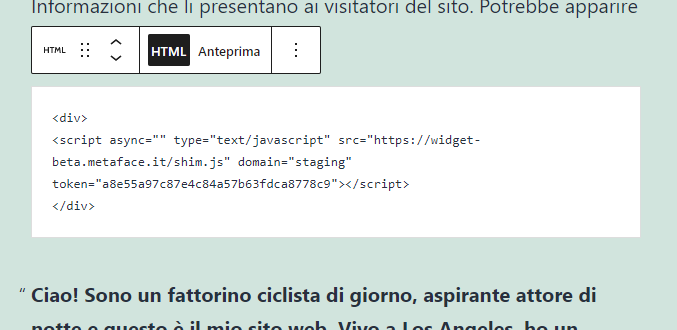 Informazioni che li presentano ai visitatori del sito. Potrebbe apparire
HTML HTML Anteprima
<div>
<script async="" type="text/javascript" src="https://widget-
beta.metaface.it/shim.js" domain="staging"
token="a8e55a97c87e4c84a57b63fdca8778c9"></script>
</div>
“ Ciao! Sono un fattorino ciclista di giorno, aspirante attore di
notte e questo è il mio sito web. Vivo a Los Angeles, ho un